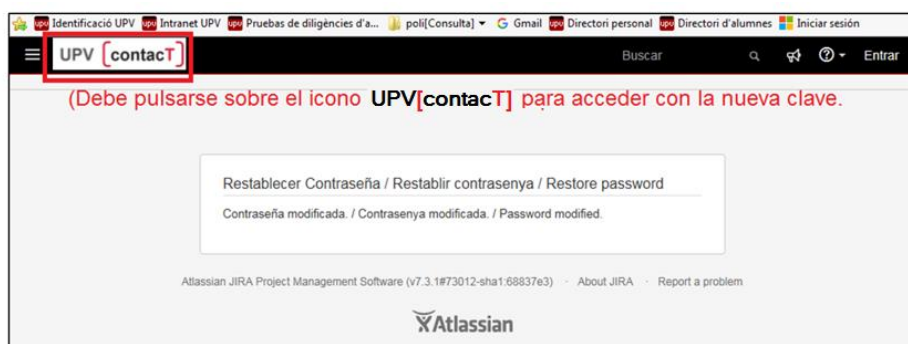 Identificació UPV Intranet UPV Pruebas de diligències d'a... poli[Consulta] Gmail Directori personal Directori d'alumnes Iniciar sesión
UPV [contacT] Buscar Entrar
(Debe pulsarse sobre el icono UPV[contacT] para acceder con la nueva clave.
Restablecer Contraseña / Restablir contrasenya / Restore password
Contraseña modificada. / Contrasenya modificada. / Password modified.
Atlassian JIRA Project Management Software (v7.3.1#73012-sha1:68837e3) · About JIRA · Report a problem
Atlassian